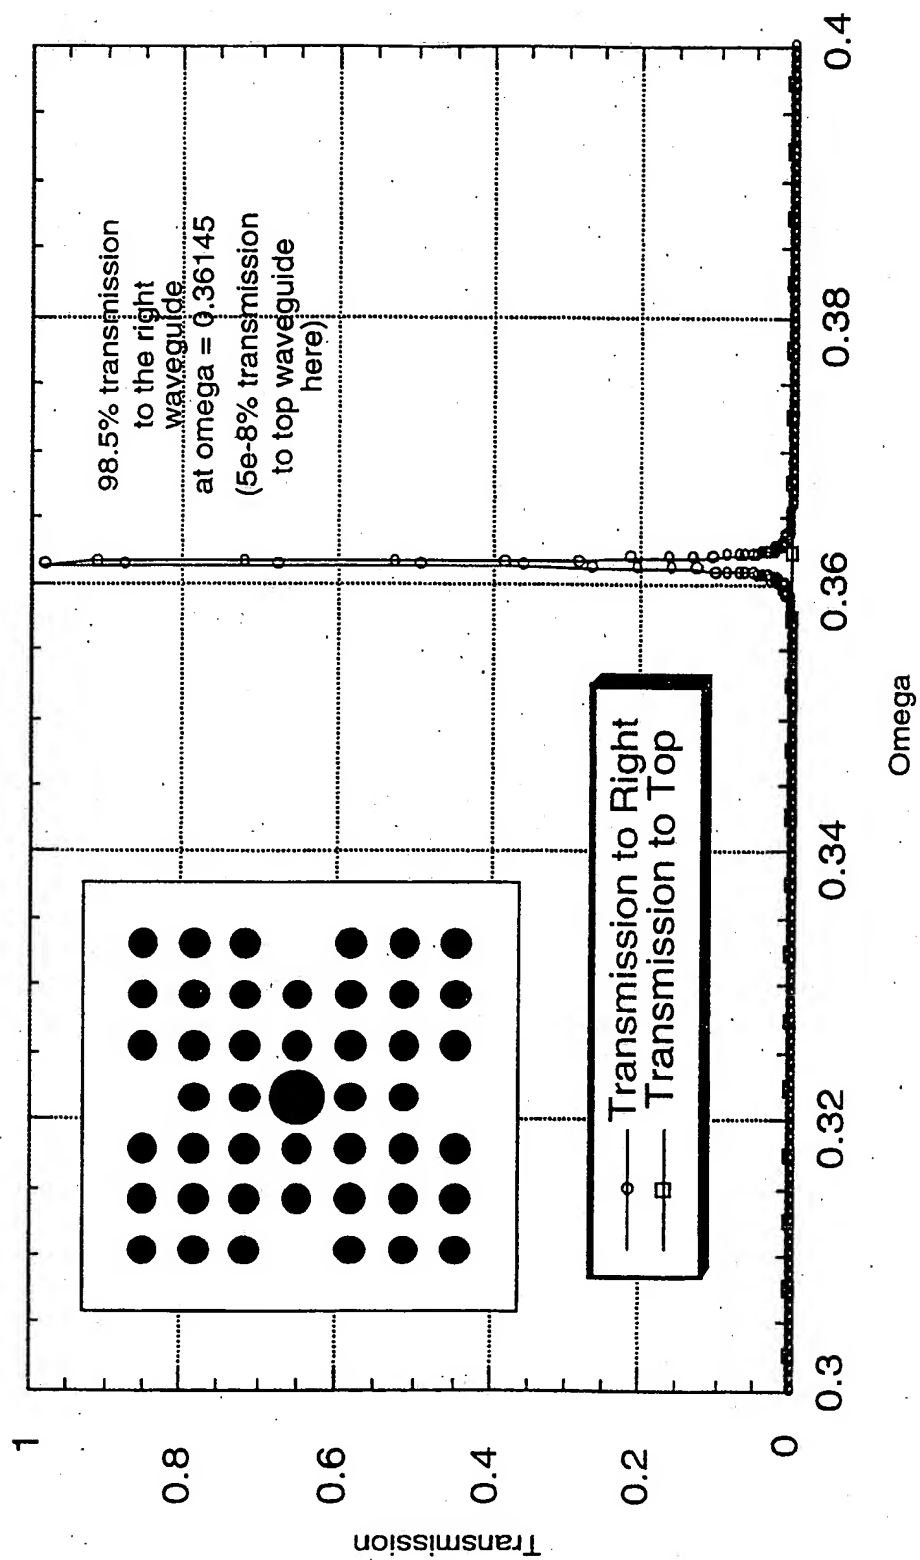 1
0.8
0.6
0.4
0.2
0
Transmission
98.5% transmission
to the right
waveguide
at omega = 0.36145
(5e-8% transmission
to top waveguide
here)
Transmission to Right
Transmission to Top
0.3
0.32
0.34
0.36
0.38
0.4
Omega